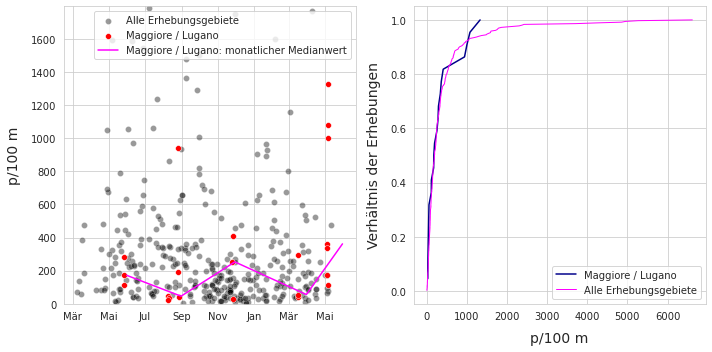 Alle Erhebungsgebiete
Maggiore / Lugano
Maggiore / Lugano: monatlicher Medianwert
p/100 m
1600
1400
1200
1000
800
600
400
200
0
Mär Mai Jul Sep Nov Jan Mär Mai
Verhältnis der Erhebungen
1.0
0.8
0.6
0.4
0.2
0.0
Maggiore / Lugano
Alle Erhebungsgebiete
0 1000 2000 3000 4000 5000 6000
p/100 m